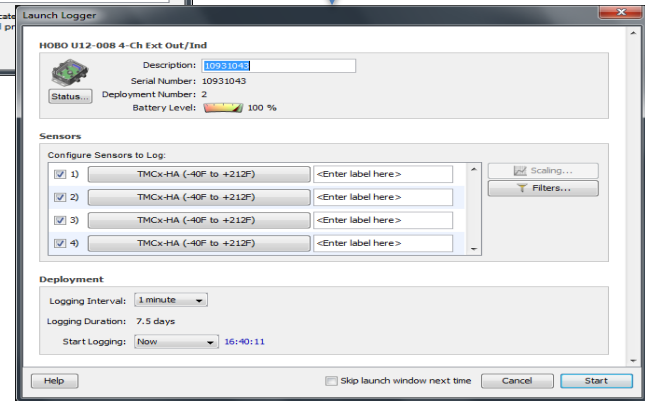 Launch Logger
HOBO U12-008 4-Ch Ext Out/Ind
Description: 10931043
Serial Number: 10931043
Status... Deployment Number: 2
Battery Level: 100 %
Sensors
Configure Sensors to Log:
1) TMCx-HA (-40F to +212F) <Enter label here> Scaling...
Filters...
2) TMCx-HA (-40F to +212F) <Enter label here>
3) TMCx-HA (-40F to +212F) <Enter label here>
4) TMCx-HA (-40F to +212F) <Enter label here>
Deployment
Logging Interval: 1 minute
Logging Duration: 7.5 days
Start Logging: Now 16:40:11
Help Skip launch window next time Cancel Start